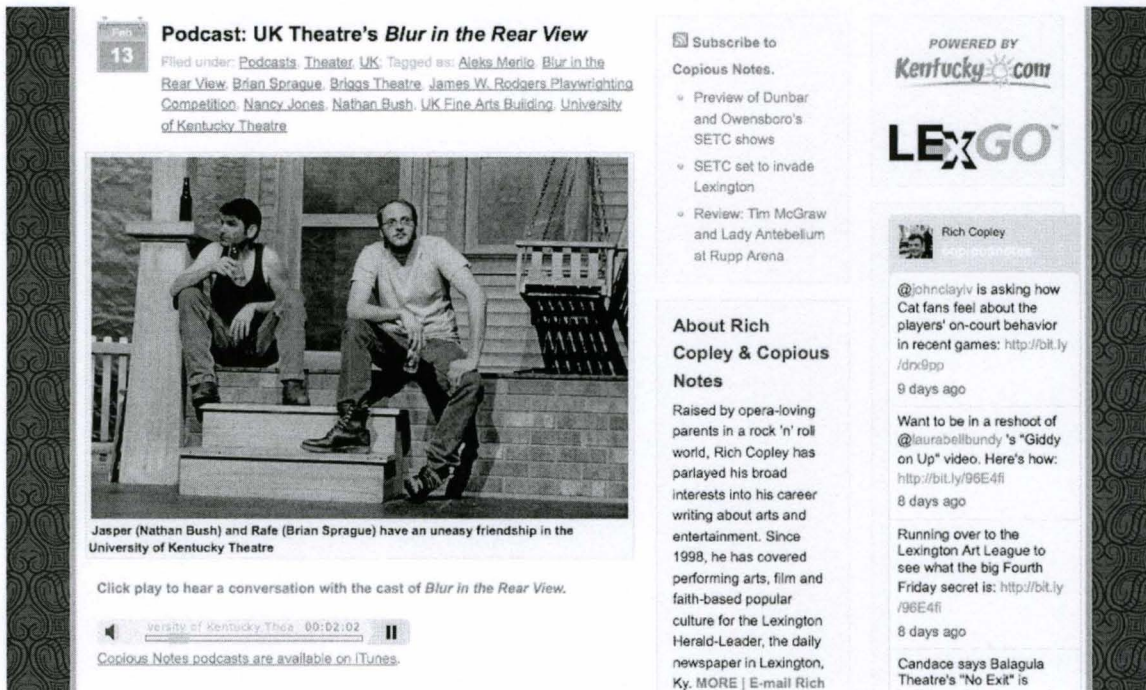 Feb
13
Podcast: UK Theatre's Blur in the Rear View
Filed under: Podcasts, Theater, UK; Tagged as: Aleks Merilo, Blur in the
Rear View, Brian Sprague, Briggs Theatre, James W. Rodgers Playwrighting
Competition, Nancy Jones, Nathan Bush, UK Fine Arts Building, University
of Kentucky Theatre
Jasper (Nathan Bush) and Rafe (Brian Sprague) have an uneasy friendship in the
University of Kentucky Theatre
Click play to hear a conversation with the cast of Blur in the Rear View.
versity of Kentucky Thea 00:02:02
Copious Notes podcasts are available on iTunes.
Subscribe to
Copious Notes.
Preview of Dunbar
and Owensboro's
SETC shows
SETC set to invade
Lexington
Review: Tim McGraw
and Lady Antebellum
at Rupp Arena
About Rich
Copley & Copious
Notes
Raised by opera-loving
parents in a rock 'n' roll
world, Rich Copley has
parlayed his broad
interests into his career
writing about arts and
entertainment. Since
1998, he has covered
performing arts, film and
faith-based popular
culture for the Lexington
Herald-Leader, the daily
newspaper in Lexington,
Ky. MORE | E-mail Rich
POWERED BY
Kentucky.com
LEXGO™
Rich Copley
copiousnotes
@johnclayiv is asking how
Cat fans feel about the
players' on-court behavior
in recent games: http://bit.ly
/drx9pp
9 days ago
Want to be in a reshoot of
@laurabellbundy 's "Giddy
on Up" video. Here's how:
http://bit.ly/96E4fi
8 days ago
Running over to the
Lexington Art League to
see what the big Fourth
Friday secret is: http://bit.ly
/96E4fi
8 days ago
Candace says Balagula
Theatre's "No Exit" is